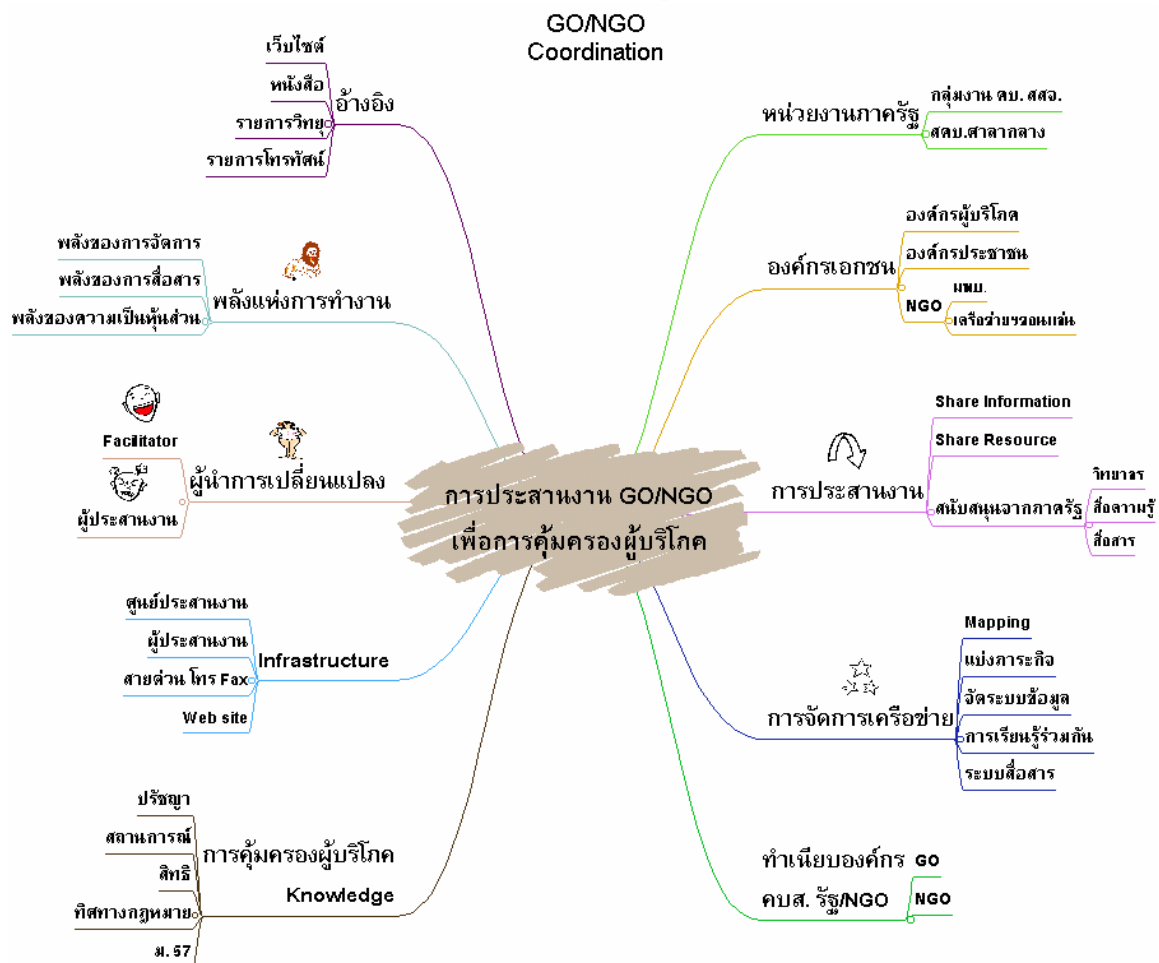 GO/NGO
Coordination
เว็บไซต์
หนังสือ
รายการวิทยุ
รายการโทรทัศน์
อ้างอิง
พลังของการจัดการ
พลังของการสื่อสาร
พลังของความเป็นหุ้นส่วน
พลังแห่งการทำงาน
Facilitator
ผู้ประสานงาน
ผู้นำการเปลี่ยนแปลง
ศูนย์ประสานงาน
ผู้ประสานงาน
สายด่วน โทร Fax
Web site
Infrastructure
ปรัชญา
สถานการณ์
สิทธิ
ทิศทางกฎหมาย
ม. 57
การคุ้มครองผู้บริโภค
Knowledge
การประสานงาน GO/NGO
เพื่อการคุ้มครองผู้บริโภค
หน่วยงานภาครัฐ
กลุ่มงาน คบ. สสจ.
สคบ.ศาลากลาง
องค์กรเอกชน
องค์กรผู้บริโภค
องค์กรประชาชน
NGO
มพบ.
เครือข่ายฯขอนแก่น
การประสานงาน
Share Information
Share Resource
สนับสนุนจากภาครัฐ
วิทยากร
สื่อความรู้
สื่อสาร
การจัดการเครือข่าย
Mapping
แบ่งภาระกิจ
จัดระบบข้อมูล
การเรียนรู้ร่วมกัน
ระบบสื่อสาร
ทำเนียบองค์กร
คบส. รัฐ/NGO
GO
NGO